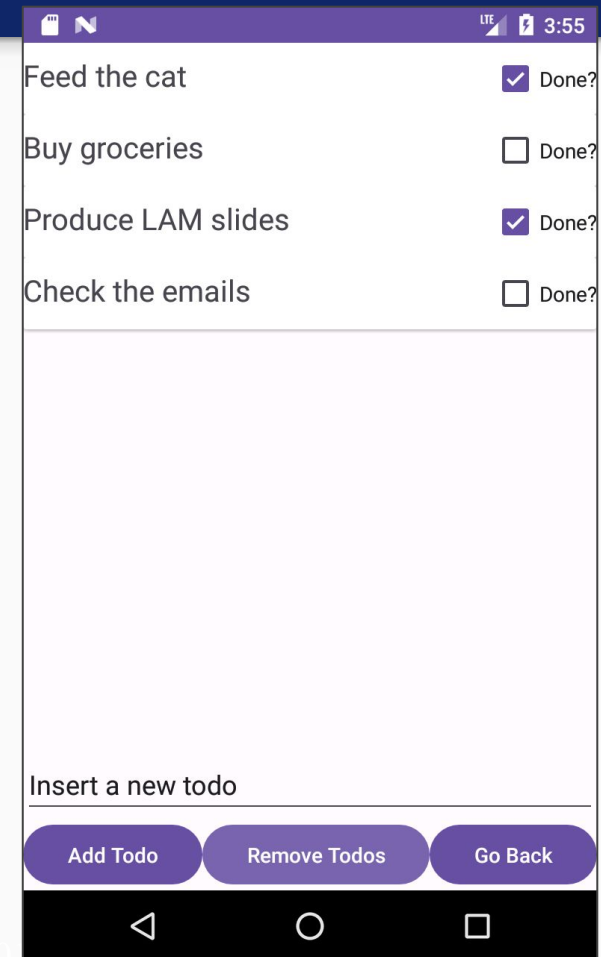 LTE 3:55
Feed the cat Done?
Buy groceries Done?
Produce LAM slides Done?
Check the emails Done?
Insert a new todo
Add Todo Remove Todos Go Back